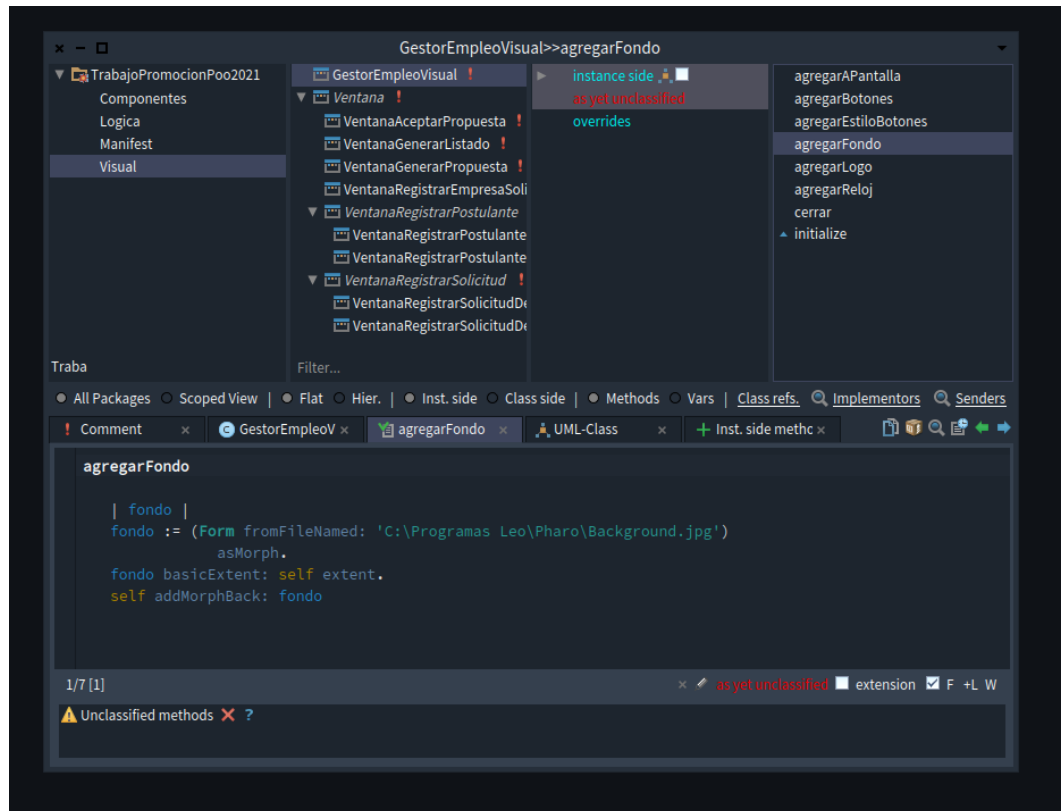 GestorEmpleoVisual>>agregarFondo
TrabajoPromocionPoo2021
Componentes
Logica
Manifest
Visual
Traba
GestorEmpleoVisual !
Ventana !
VentanaAceptarPropuesta !
VentanaGenerarListado !
VentanaGenerarPropuesta !
VentanaRegistrarEmpresaSoli
VentanaRegistrarPostulante
VentanaRegistrarPostulante
VentanaRegistrarPostulante
VentanaRegistrarSolicitud !
VentanaRegistrarSolicitudDe
VentanaRegistrarSolicitudDe
Filter...
instance side
as yet unclassified
overrides
agregarAPantalla
agregarBotones
agregarEstiloBotones
agregarFondo
agregarLogo
agregarReloj
cerrar
initialize
All Packages Scoped View | Flat Hier. | Inst. side Class side | Methods Vars | Class refs. Implementors Senders
! Comment × GestorEmpleoV × agregarFondo × UML-Class × Inst. side methc ×
agregarFondo
| fondo |
fondo := (Form fromFileNamed: 'C:\Programas Leo\Pharo\Background.jpg')
asMorph.
fondo basicExtent: self extent.
self addMorphBack: fondo
1/7 [1] × as yet unclassified extension F +L W
Unclassified methods ?